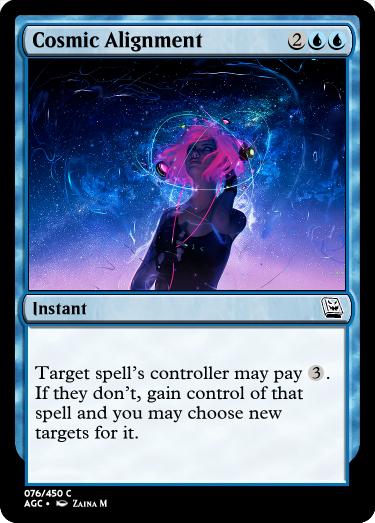 Cosmic Alignment 2
Instant
Target spell's controller may pay 3.
If they don't, gain control of that
spell and you may choose new
targets for it.
076/450 C
AGC • Zaina M